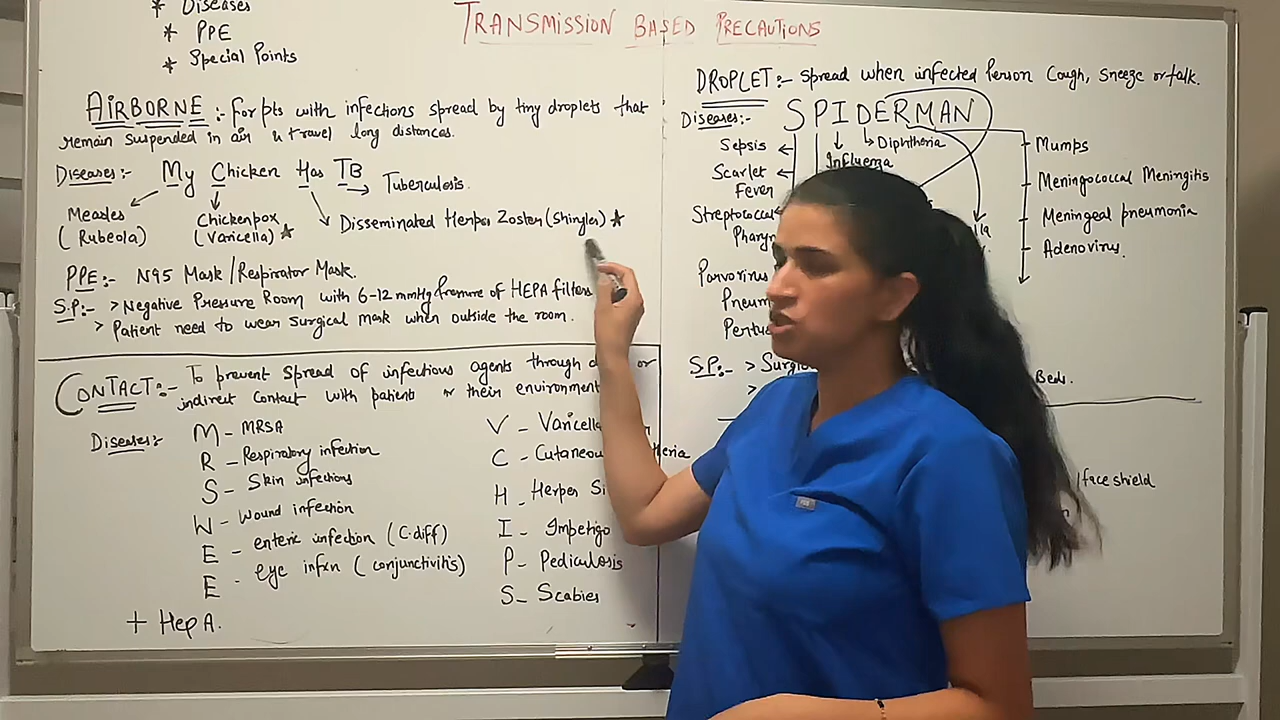 * Diseases
* PPE
* Special Points
TRANSMISSION BASED PRECAUTIONS
AIRBORNE :- for pts with infections spread by tiny droplets that
remain suspended in air & travel long distances.
Diseases:- My Chicken Has TB
Tuberculosis.
Measles
(Rubeola)
Chickenpox
(Varicella) *
Disseminated Herpes Zoster (Shingles) *
PPE:- N95 Mask/Respirator Mask.
S.P:- > Negative Pressure Room with 6-12 mmHg Pressure of HEPA filters
> Patient need to wear Surgical mask when outside the room.
CONTACT:- To prevent spread of infectious agents through or
indirect contact with patient or their environment
Diseases:-
M - MRSA
R - Respiratory infection
S - Skin infections
W - Wound infection
E - enteric infection (C.diff)
E - eye infxn (conjunctivitis)
+ Hep A.
V - Varicella
C - Cutaneous
H - Herpes Si
I - Impetigo
P - Pediculosis
S - Scabies
DROPLET:- Spread when infected Person Cough, Sneeze or talk.
Diseases:- SPIDERMAN
Sepsis
Scarlet
Fever
Streptococcal
Phary
Parvovirus
Pneum
Pertu
Influenza
Diphtheria
Mumps
Meningococcal Meningitis
Meningeal pneumonia
Adenovirus.
S.P:- > Surgi
>
Beds.
/face shield